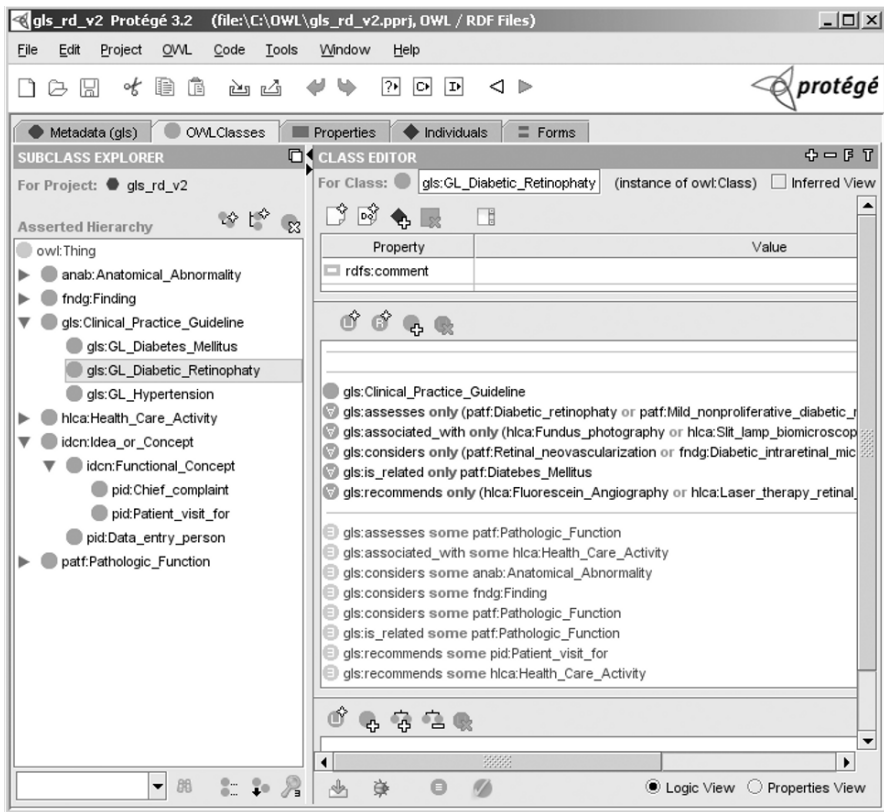 gls_rd_v2 Protégé 3.2 (file:\C:\OWL\gls_rd_v2.pprj, OWL / RDF Files)
File Edit Project OWL Code Tools Window Help
protégé
Metadata (gls) OWLClasses Properties Individuals Forms
SUBCLASS EXPLORER
For Project: gls_rd_v2
Asserted Hierarchy
owl:Thing
anab:Anatomical_Abnormality
fndg:Finding
gls:Clinical_Practice_Guideline
gls:GL_Diabetes_Mellitus
gls:GL_Diabetic_Retinophaty
gls:GL_Hypertension
hlca:Health_Care_Activity
idcn:Idea_or_Concept
idcn:Functional_Concept
pid:Chief_complaint
pid:Patient_visit_for
pid:Data_entry_person
patf:Pathologic_Function
CLASS EDITOR
For Class: gls:GL_Diabetic_Retinophaty (instance of owl:Class) Inferred View
Property Value
rdfs:comment
gls:Clinical_Practice_Guideline
gls:assesses only (patf:Diabetic_retinophaty or patf:Mild_nonproliferative_diabetic_r
gls:associated_with only (hlca:Fundus_photography or hlca:Slit_lamp_biomicroscop
gls:considers only (patf:Retinal_neovascularization or fndg:Diabetic_intraretinal_mic
gls:is_related only patf:Diatebes_Mellitus
gls:recommends only (hlca:Fluorescein_Angiography or hlca:Laser_therapy_retinal_
gls:assesses some patf:Pathologic_Function
gls:associated_with some hlca:Health_Care_Activity
gls:considers some anab:Anatomical_Abnormality
gls:considers some fndg:Finding
gls:considers some patf:Pathologic_Function
gls:is_related some patf:Pathologic_Function
gls:recommends some pid:Patient_visit_for
gls:recommends some hlca:Health_Care_Activity
Logic View Properties View